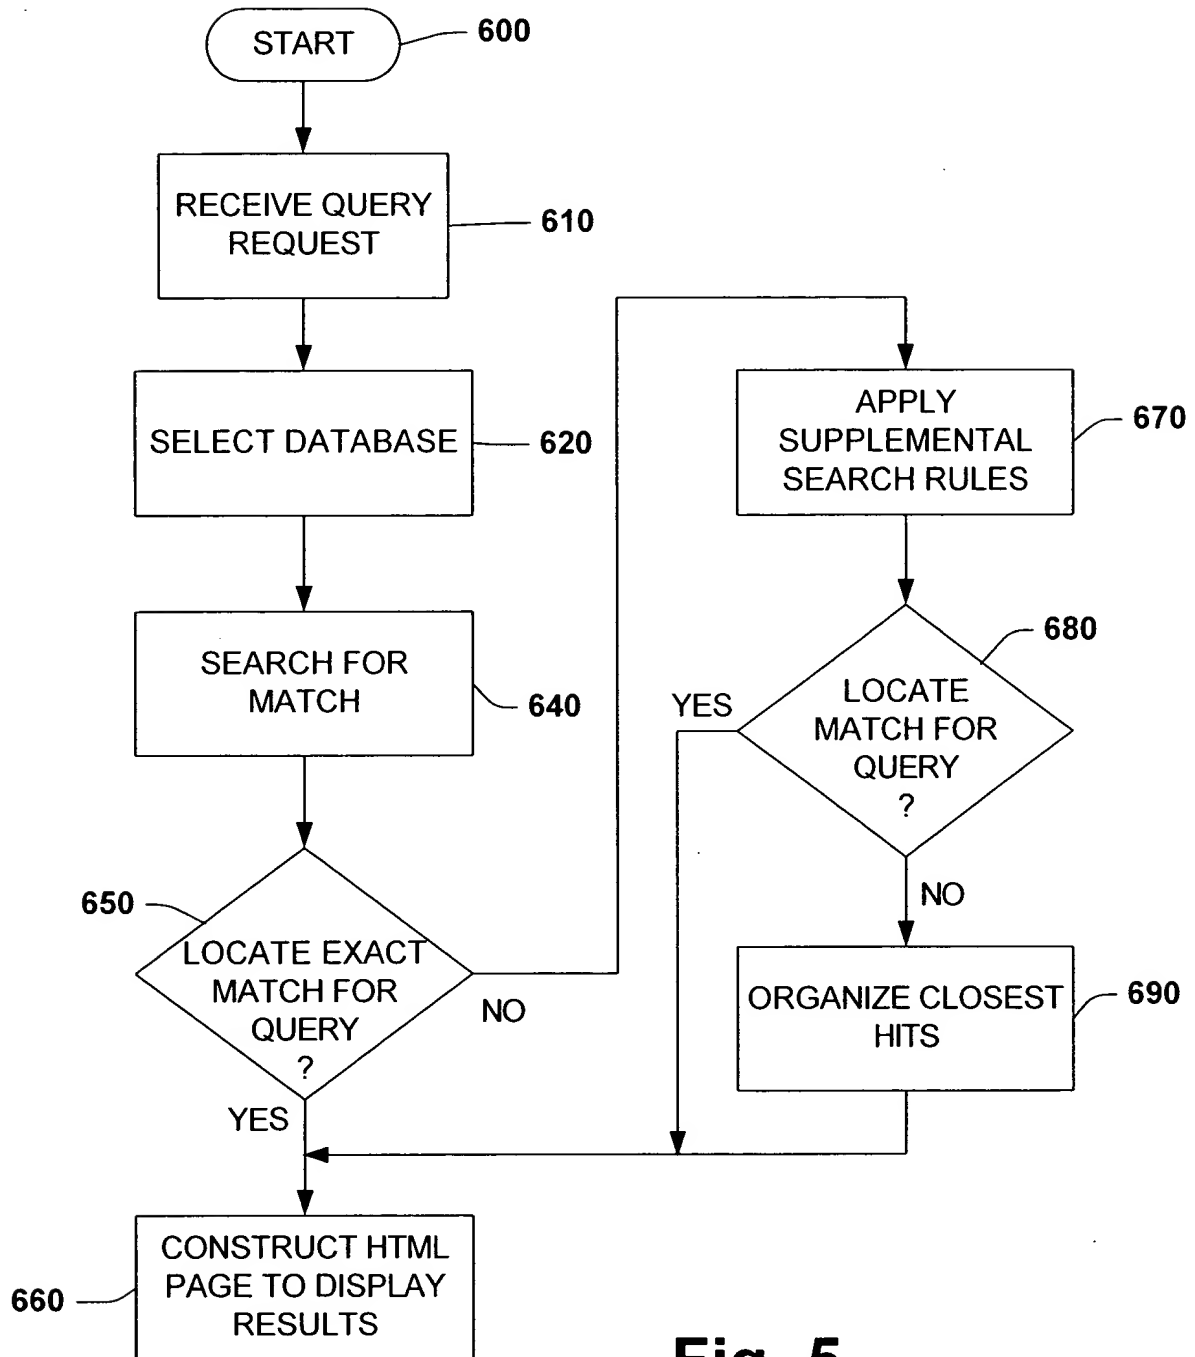 START
600
RECEIVE QUERY
REQUEST
610
SELECT DATABASE
620
SEARCH FOR
MATCH
640
650
LOCATE EXACT
MATCH FOR
QUERY
?
NO
YES
CONSTRUCT HTML
PAGE TO DISPLAY
RESULTS
660
APPLY
SUPPLEMENTAL
SEARCH RULES
670
680
LOCATE
MATCH FOR
QUERY
?
YES
NO
ORGANIZE CLOSEST
HITS
690
Fig. 5